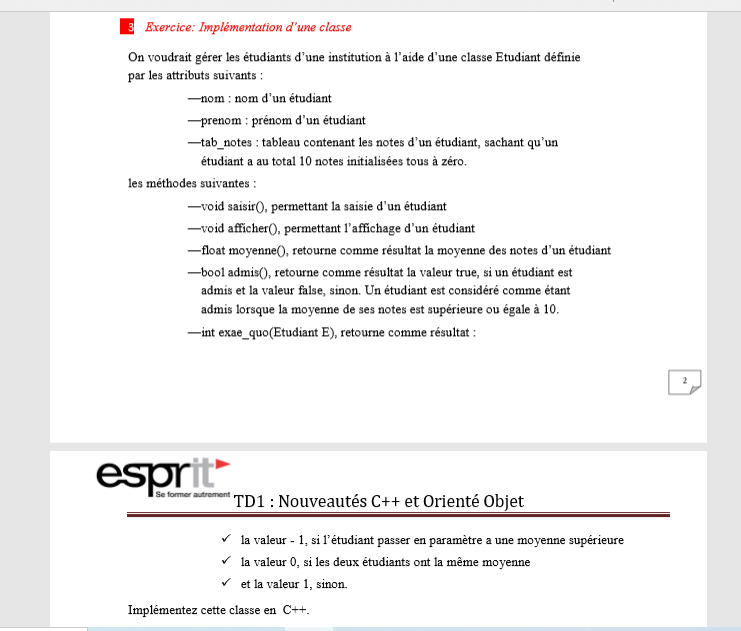 3 Exercice: Implémentation d'une classe
On voudrait gérer les étudiants d'une institution à l'aide d'une classe Etudiant définie
par les attributs suivants :
—nom : nom d'un étudiant
—prenom : prénom d'un étudiant
—tab_notes : tableau contenant les notes d'un étudiant, sachant qu'un
étudiant a au total 10 notes initialisées tous à zéro.
les méthodes suivantes :
—void saisir(), permettant la saisie d'un étudiant
—void afficher(), permettant l'affichage d'un étudiant
—float moyenne(), retourne comme résultat la moyenne des notes d'un étudiant
—bool admis(), retourne comme résultat la valeur true, si un étudiant est
admis et la valeur false, sinon. Un étudiant est considéré comme étant
admis lorsque la moyenne de ses notes est supérieure ou égale à 10.
—int exae_quo(Etudiant E), retourne comme résultat :
2
esprit
Se former autrement
TD1 : Nouveautés C++ et Orienté Objet
✓ la valeur - 1, si l'étudiant passer en paramètre a une moyenne supérieure
✓ la valeur 0, si les deux étudiants ont la même moyenne
✓ et la valeur 1, sinon.
Implémentez cette classe en C++.